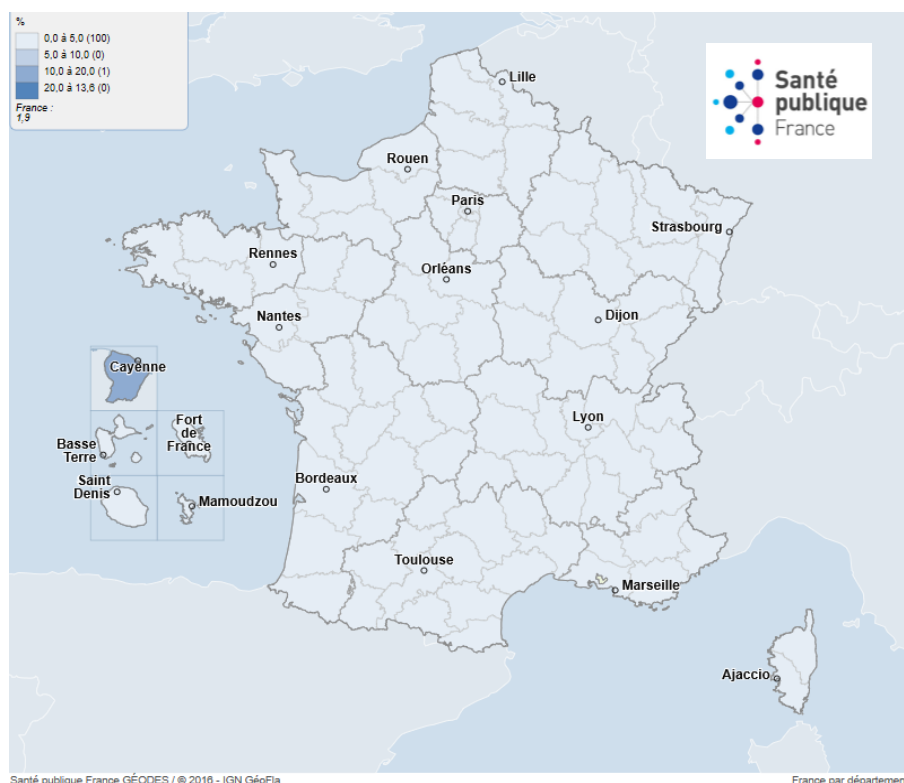 %
0,0 à 5,0 (100)
5,0 à 10,0 (0)
10,0 à 20,0 (1)
20,0 à 13,6 (0)
France :
1,9
Santé
publique
France
Lille
Rouen
Paris
Strasbourg
Rennes
Orléans
Nantes
Dijon
Cayenne
Lyon
Fort
de
France
Basse
Terre
Saint
Denis
Mamoudzou
Bordeaux
Toulouse
Marseille
Ajaccio
Santé publique France GÉODES / © 2016 - IGN GéoFla
France par département